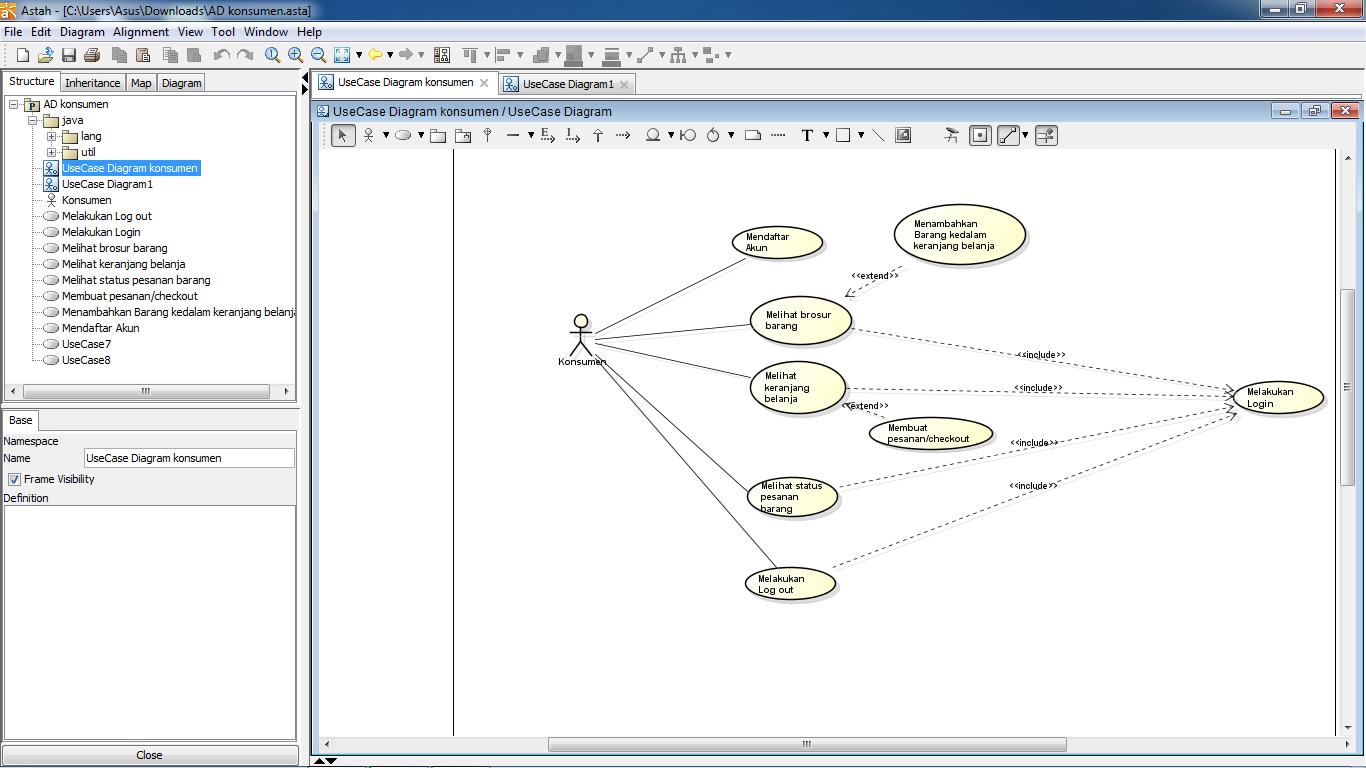 Astah - [C:\Users\Asus\Downloads\AD konsumen.asta]
File Edit Diagram Alignment View Tool Window Help
Structure Inheritance Map Diagram
AD konsumen
java
lang
util
UseCase Diagram konsumen
UseCase Diagram1
Konsumen
Melakukan Log out
Melakukan Login
Melihat brosur barang
Melihat keranjang belanja
Melihat status pesanan barang
Membuat pesanan/checkout
Menambahkan Barang kedalam keranjang belanja
Mendaftar Akun
UseCase7
UseCase8
Base
Namespace
Name UseCase Diagram konsumen
Frame Visibility
Definition
Close
UseCase Diagram konsumen UseCase Diagram1
UseCase Diagram konsumen / UseCase Diagram
E
I
T
Menambahkan
Barang kedalam
keranjang belanja
Mendaftar
Akun
<<extend>>
Melihat brosur
barang
Konsumen
<<include>>
Melihat
keranjang
belanja
<<include>>
Melakukan
Login
<<extend>>
Membuat
pesanan/checkout
<<include>>
Melihat status
pesanan
barang
<<include>>
Melakukan
Log out